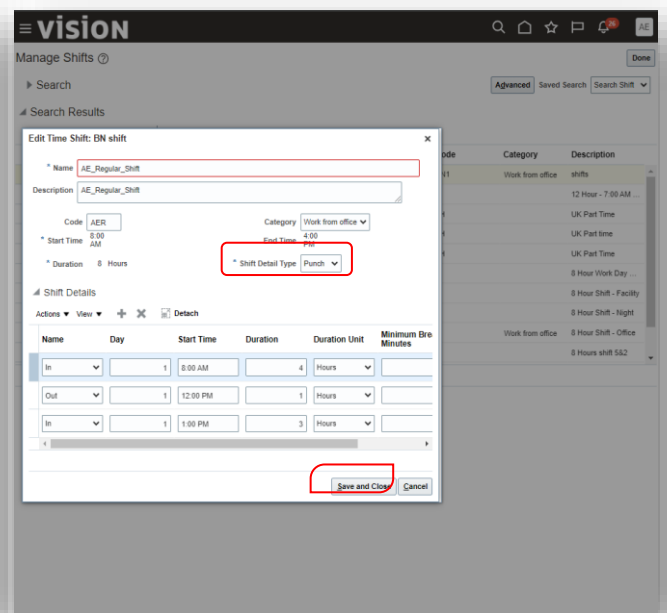 VISION
29
AE
Manage Shifts
Done
Search
Advanced Saved Search Search Shift
Search Results
Edit Time Shift: BN shift
* Name AE_Regular_Shift
Description AE_Regular_Shift
Code AER
Category Work from office
* Start Time 8:00 AM
End Time 4:00 PM
* Duration 8 Hours
* Shift Detail Type Punch
Shift Details
Actions View Detach
Name Day Start Time Duration Duration Unit Minimum Bre Minutes
In 1 8:00 AM 4 Hours
Out 1 12:00 PM 1 Hours
In 1 1:00 PM 3 Hours
Save and Close Cancel
ode Category Description
Work from office shifts
12 Hour - 7:00 AM ...
UK Part Time
UK Part time
UK Part Time
8 Hour Work Day ...
8 Hour Shift - Facility
8 Hour Shift - Night
Work from office 8 Hour Shift - Office
8 Hours shift 5&2